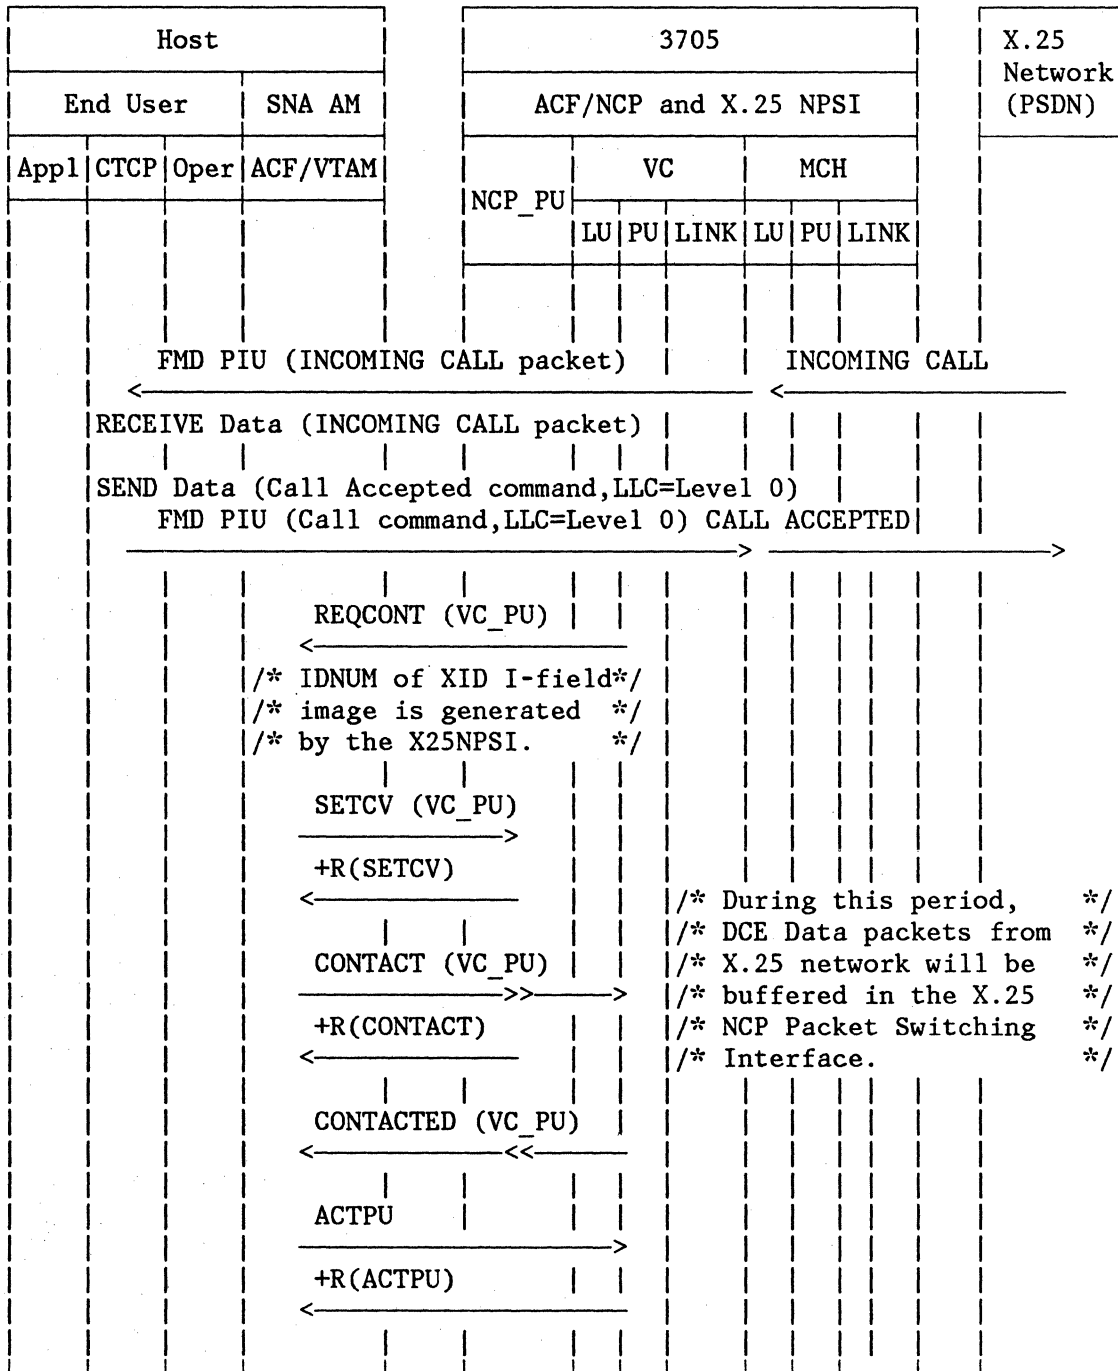 Host 3705 X.25
Network
End User SNA AM ACF/NCP and X.25 NPSI (PSDN)
Appl CTCP Oper ACF/VTAM VC MCH
NCP_PU
LU PU LINK LU PU LINK
FMD PIU (INCOMING CALL packet) INCOMING CALL
RECEIVE Data (INCOMING CALL packet)
SEND Data (Call Accepted command,LLC=Level 0)
FMD PIU (Call command,LLC=Level 0) CALL ACCEPTED
REQCONT (VC_PU)
/* IDNUM of XID I-field*/
/* image is generated */
/* by the X25NPSI. */
SETCV (VC_PU)
+R(SETCV)
/* During this period, */
/* DCE Data packets from */
CONTACT (VC_PU) /* X.25 network will be */
/* buffered in the X.25 */
+R(CONTACT) /* NCP Packet Switching */
/* Interface. */
CONTACTED (VC_PU)
ACTPU
+R(ACTPU)